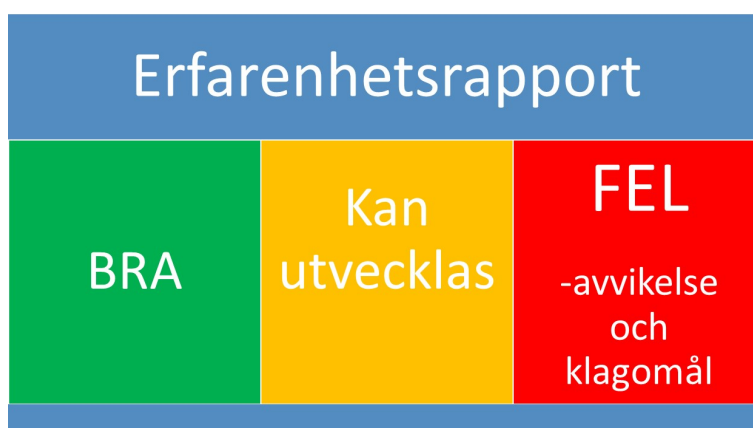 Erfarenhetsrapport
BRA
Kan
utvecklas
FEL
-avvikelse
och
klagomål